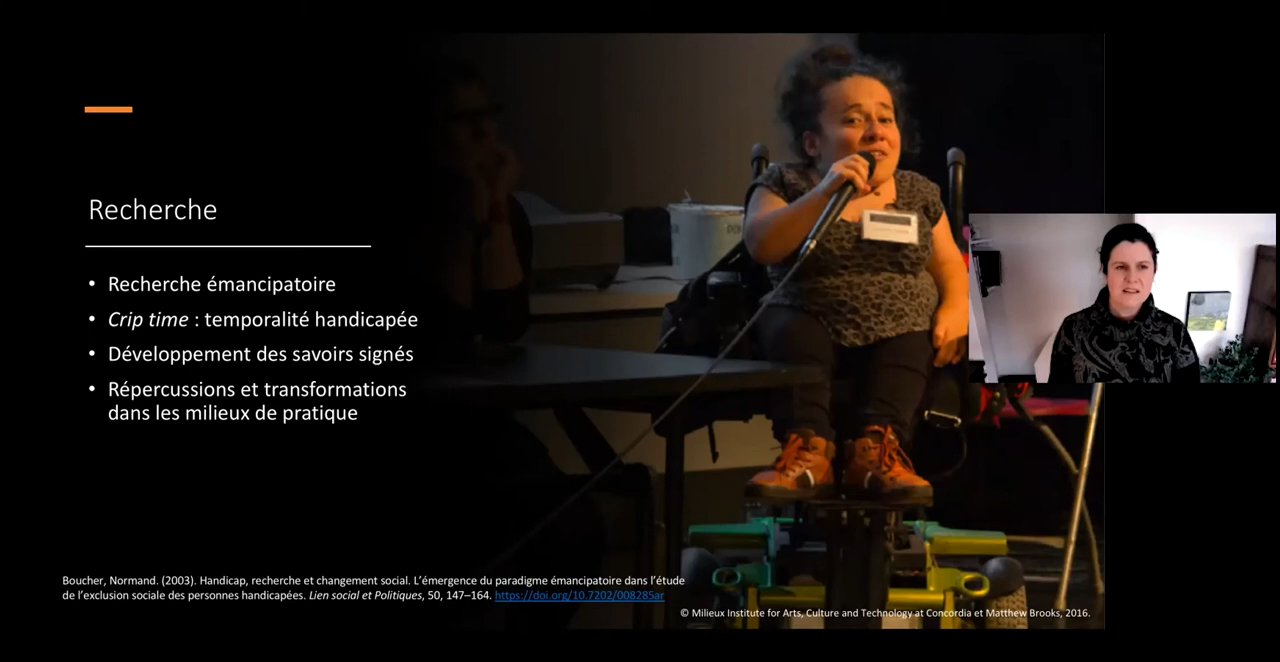 Recherche
• Recherche émancipatoire
• Crip time : temporalité handicapée
• Développement des savoirs signés
• Répercussions et transformations
dans les milieux de pratique
Boucher, Normand. (2003). Handicap, recherche et changement social. L’émergence du paradigme émancipatoire dans l’étude
de l’exclusion sociale des personnes handicapées. Lien social et Politiques, 50, 147–164. https://doi.org/10.7202/008285ar
© Milieux Institute for Arts, Culture and Technology at Concordia et Matthew Brooks, 2016.